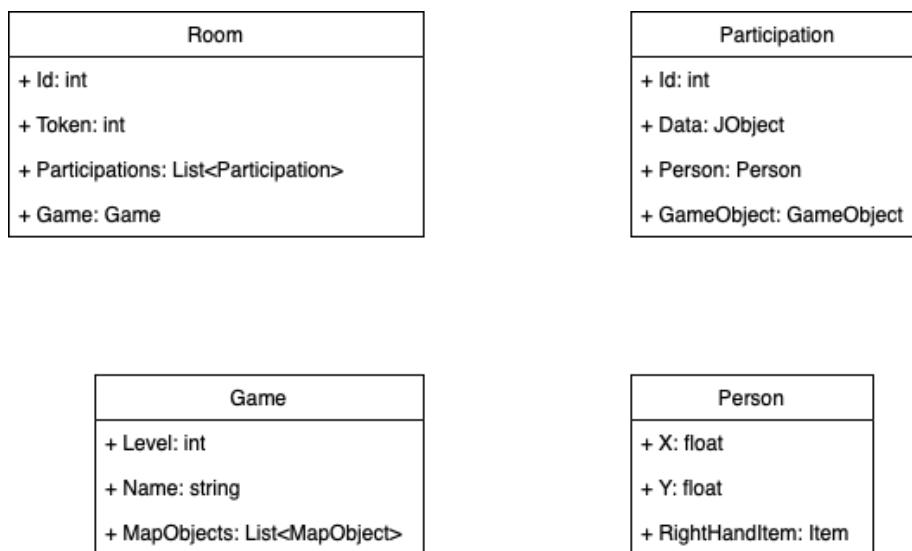 Room
+ Id: int
+ Token: int
+ Participations: List<Participation>
+ Game: Game
Participation
+ Id: int
+ Data: JObject
+ Person: Person
+ GameObject: GameObject
Game
+ Level: int
+ Name: string
+ MapObjects: List<MapObject>
Person
+ X: float
+ Y: float
+ RightHandItem: Item